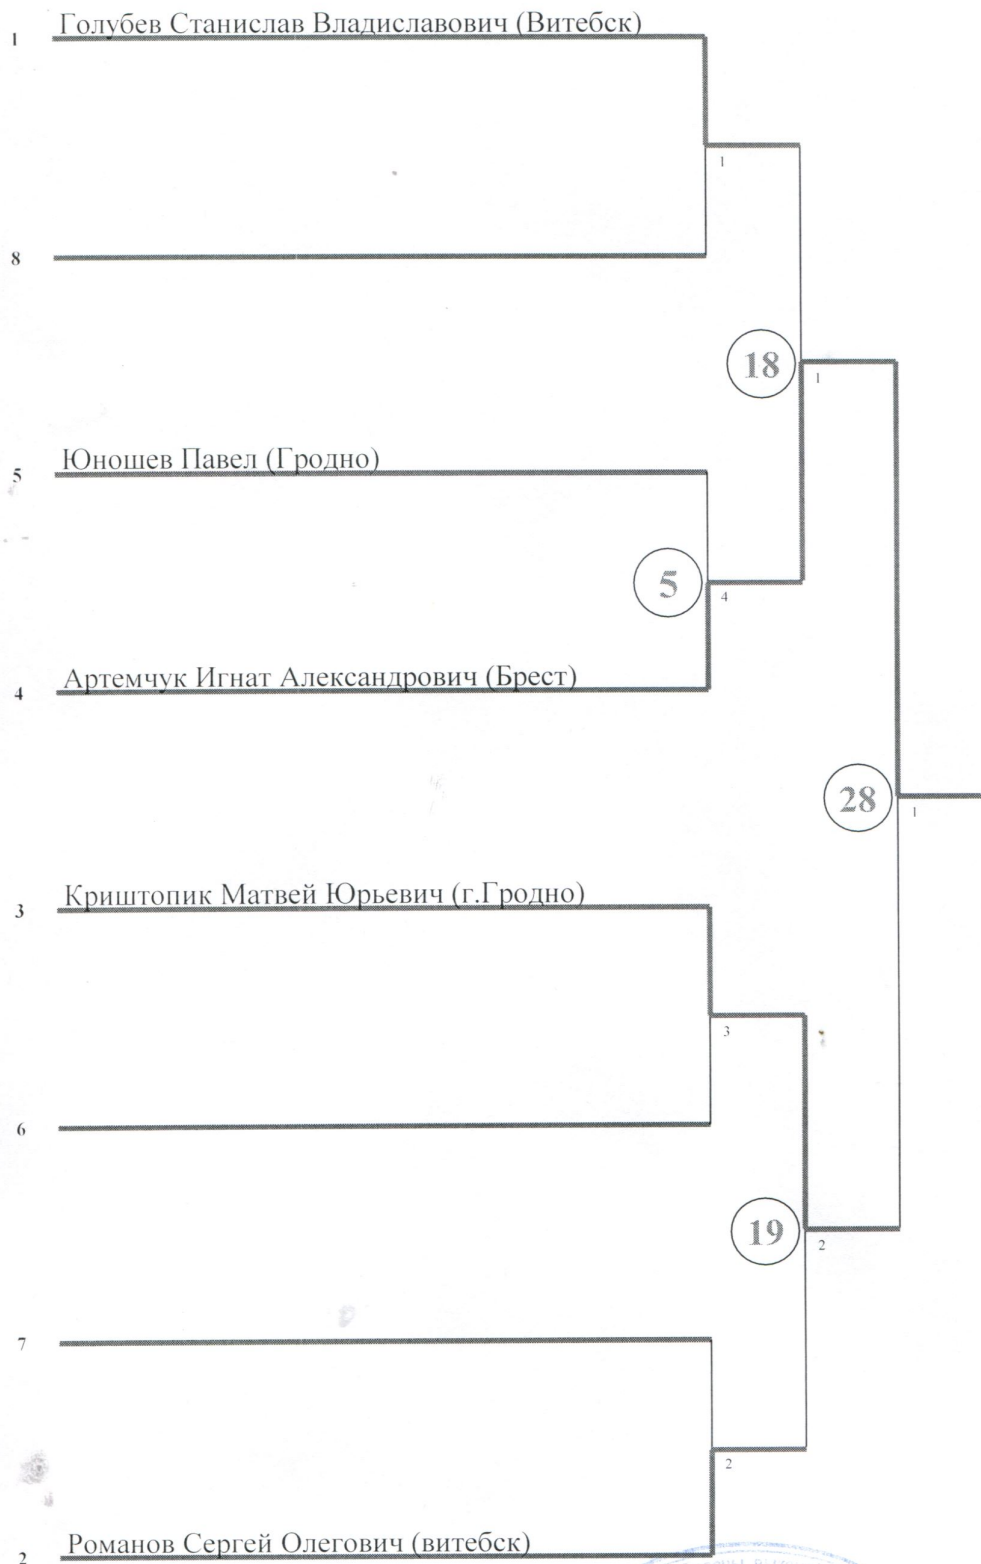 1 Голубев Станислав Владиславович (Витебск)
1
8
18
1
5 Юношев Павел (Гродно)
5
4
4 Артемчук Игнат Александрович (Брест)
28
1
3 Криштопик Матвей Юрьевич (г.Гродно)
3
6
19
2
7
2
2 Романов Сергей Олегович (витебск)